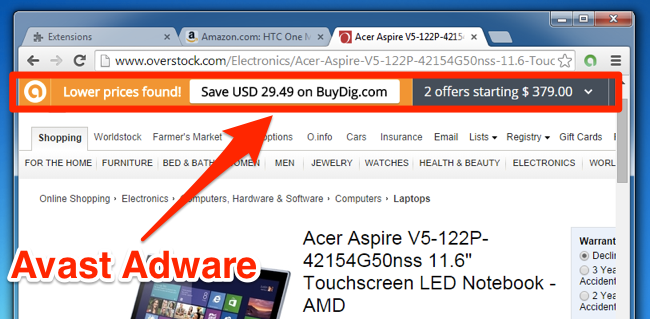 Extensions
Amazon.com: HTC One M
Acer Aspire V5-122P-4215
www.overstock.com/Electronics/Acer-Aspire-V5-122P-42154G50nss-11.6-Touc
Lower prices found!
Save USD 29.49 on BuyDig.com
2 offers starting $ 379.00
Shopping Worldstock Farmer's Market options O.info Cars Insurance Email Lists Registry Gift Cards
FOR THE HOME FURNITURE BED & BATH WOMEN MEN JEWELRY WATCHES HEALTH & BEAUTY ELECTRONICS WORL
Online Shopping › Electronics › Computers, Hardware & Software › Computers › Laptops
Avast Adware
Acer Aspire V5-122P-
42154G50nss 11.6"
Touchscreen LED Notebook -
AMD
Warrant
Declin
3 Yea
Accident
2 Yea
Accident